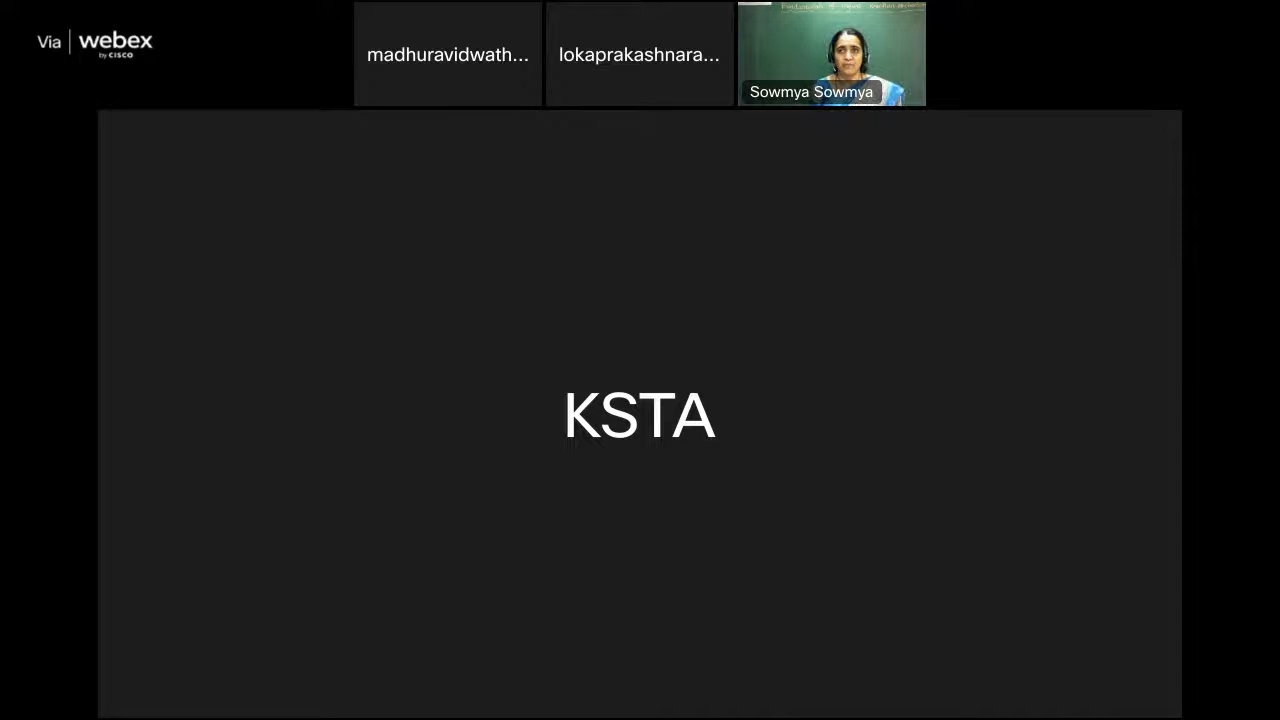 Via | webex
by CISCO
madhuravidwath...
lokaprakashnara...
Sowmya Sowmya
KSTA